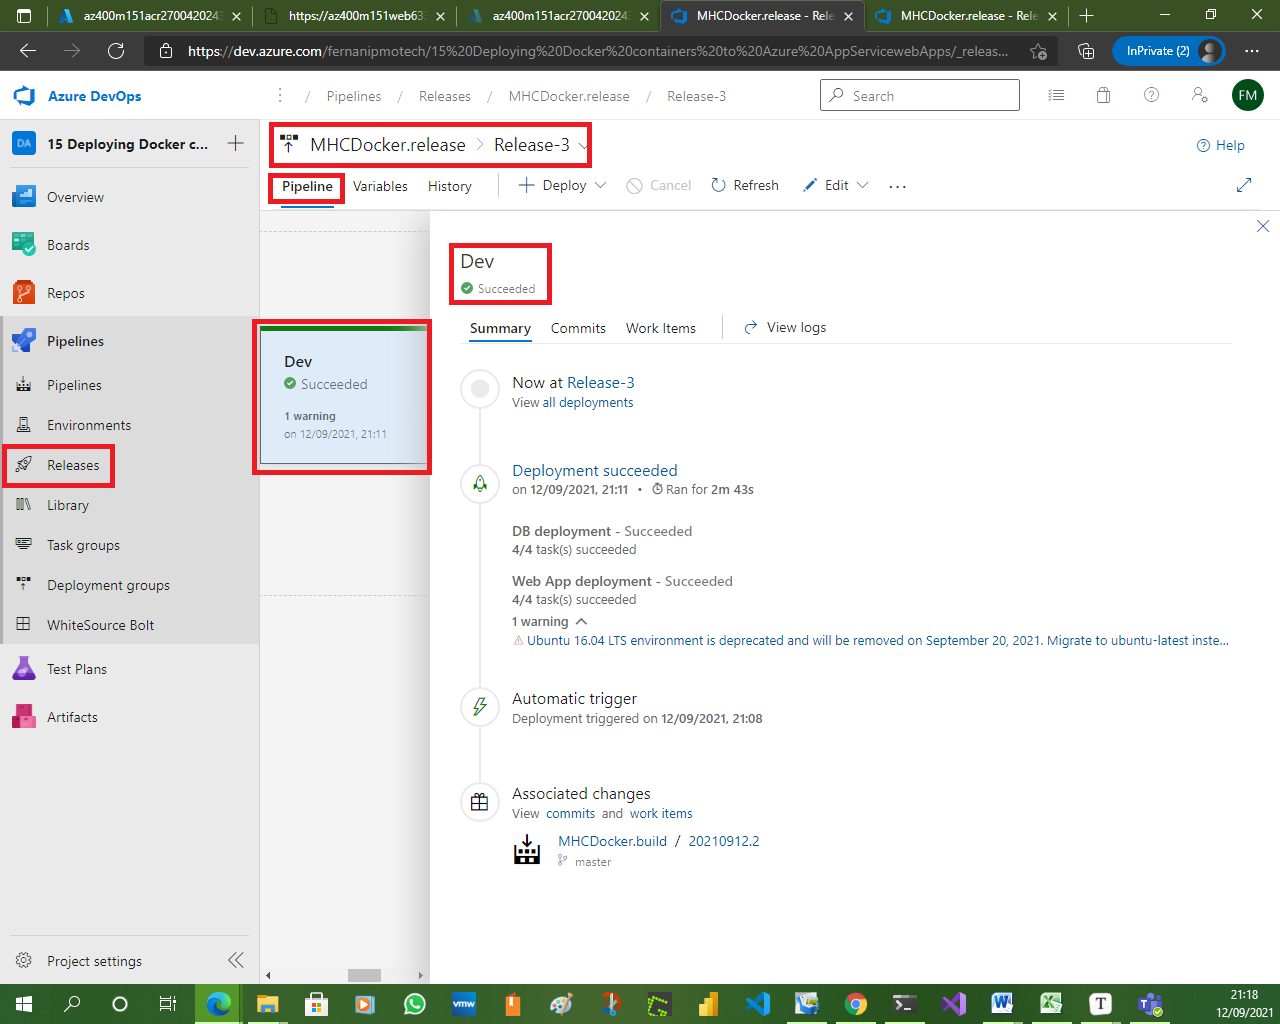 az400m151acr2700420243
https://az400m151web633
az400m151acr2700420243
MHCDocker.release - Rele
MHCDocker.release - Rele
https://dev.azure.com/fernanipmotech/15%20Deploying%20Docker%20containers%20to%20Azure%20AppServicewebApps/_releas...
InPrivate (2)
Azure DevOps
/ Pipelines / Releases / MHCDocker.release / Release-3
Search
FM
DA
15 Deploying Docker c...
MHCDocker.release > Release-3
Help
Pipeline
Variables
History
Deploy
Cancel
Refresh
Edit
Overview
Boards
Repos
Pipelines
Pipelines
Environments
Releases
Library
Task groups
Deployment groups
WhiteSource Bolt
Test Plans
Artifacts
Project settings
Dev
Succeeded
1 warning
on 12/09/2021, 21:11
Dev
Succeeded
Summary
Commits
Work Items
View logs
Now at Release-3
View all deployments
Deployment succeeded
on 12/09/2021, 21:11 • Ran for 2m 43s
DB deployment - Succeeded
4/4 task(s) succeeded
Web App deployment - Succeeded
4/4 task(s) succeeded
1 warning
Ubuntu 16.04 LTS environment is deprecated and will be removed on September 20, 2021. Migrate to ubuntu-latest inste...
Automatic trigger
Deployment triggered on 12/09/2021, 21:08
Associated changes
View commits and work items
MHCDocker.build / 20210912.2
master
vmw
T
21:18
12/09/2021